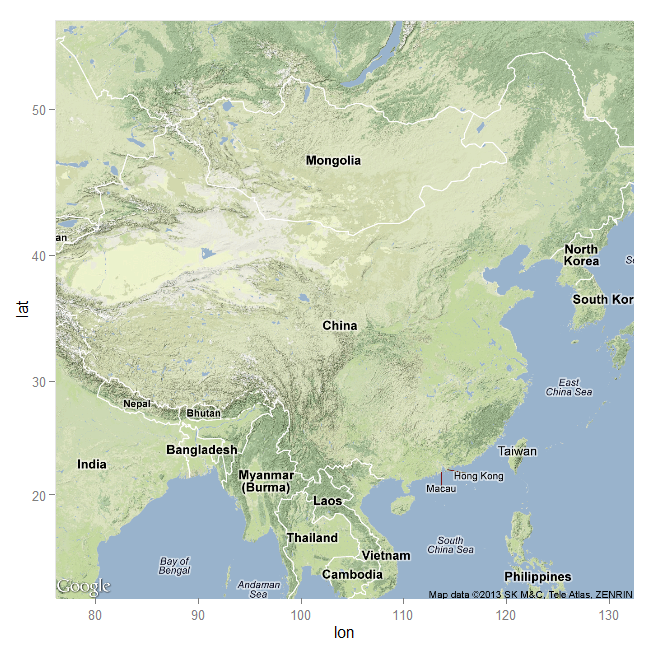 50
Mongolia
an
40
North
Korea
So
South Kor
lat
China
30
East
China Sea
Nepal
Bhutan
Taiwan
Bangladesh
India
Hong Kong
Myanmar
(Burma)
Macau
20
Laos
Thailand
South
China Sea
Vietnam
Bay of
Bengal
Cambodia
Philippines
Andaman
Sea
Google
Map data ©2013 SK M&C, Tele Atlas, ZENRIN
80
90
100
110
120
130
lon